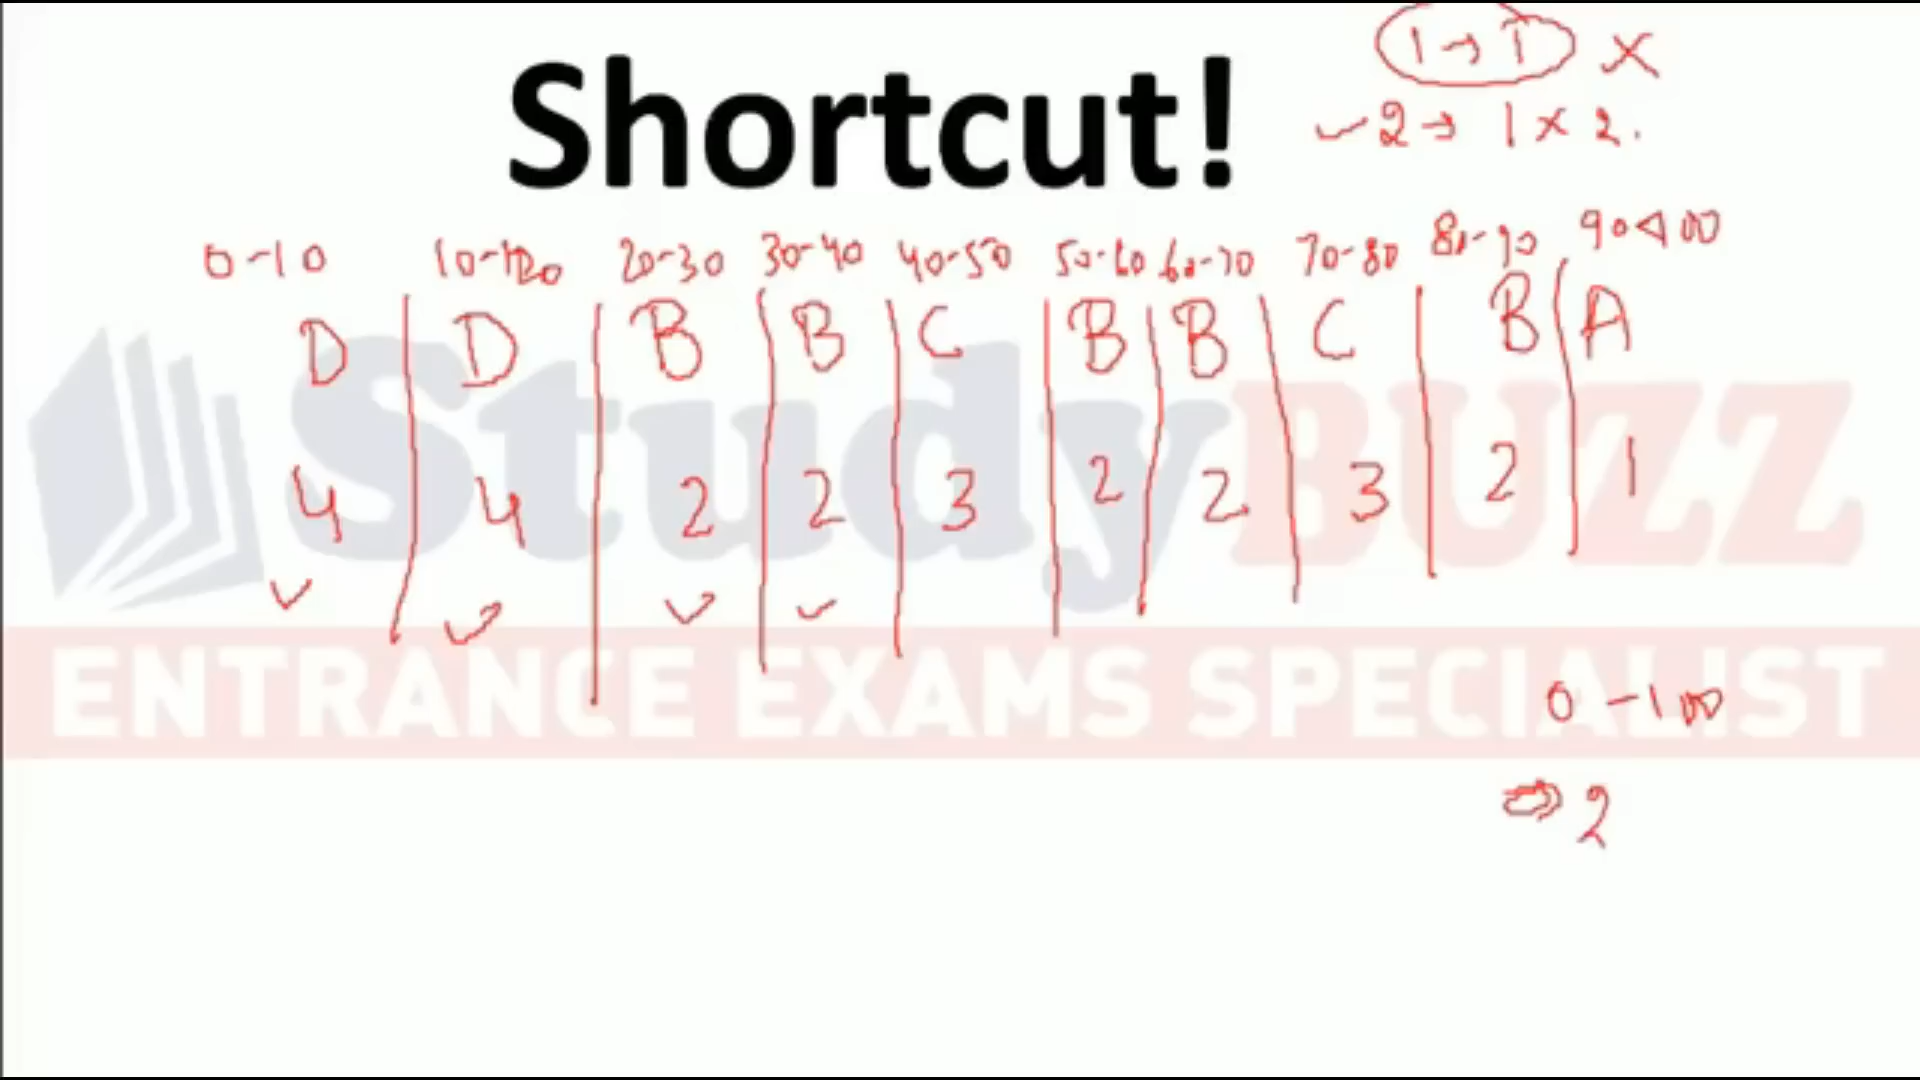 1 → 1 ×
Shortcut!
✓ 2 → 1 × 2.
0-10 10-20 20-30 30-40 40-50 50-60 60-70 70-80 80-90 90<100
D D B B C B B C B A
StudyBUZZ
4 4 2 2 3 2 2 3 2 1
✓ ✓ ✓ ✓
ENTRANCE EXAMS SPECIALIST
0-100
⇒ 2